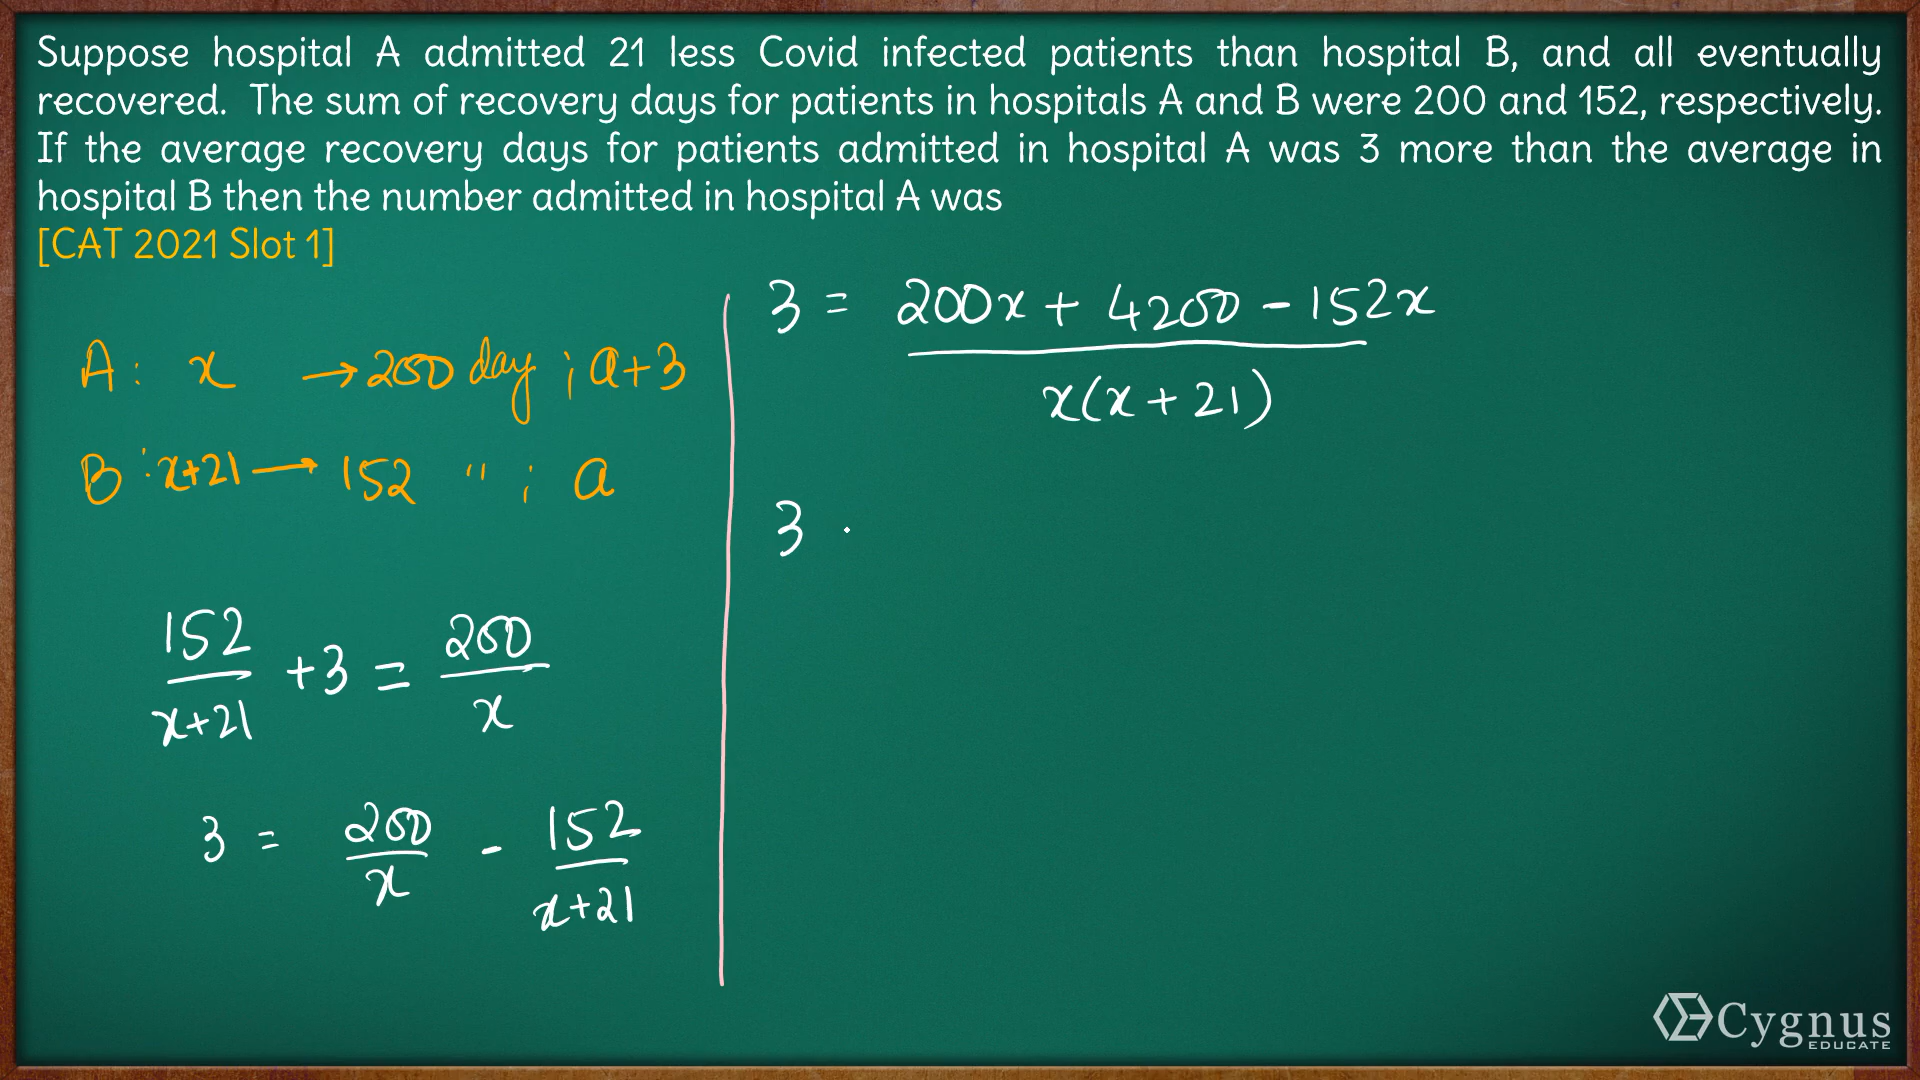 Suppose hospital A admitted 21 less Covid infected patients than hospital B, and all eventually
recovered. The sum of recovery days for patients in hospitals A and B were 200 and 152, respectively.
If the average recovery days for patients admitted in hospital A was 3 more than the average in
hospital B then the number admitted in hospital A was
[CAT 2021 Slot 1]
A: x → 200 day ; a+3
B: x+21 → 152 " ; a
152/(x+21) + 3 = 200/x
3 = 200/x - 152/(x+21)
3 = (200x + 4200 - 152x)/(x(x+21))
3 .
Cygnus
EDUCATE